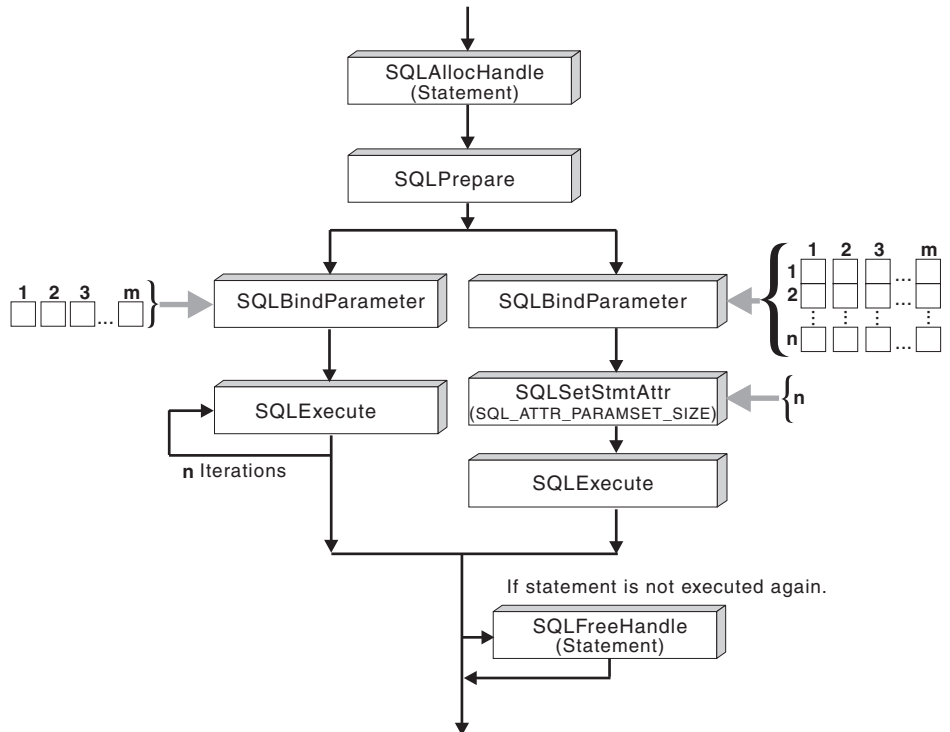 SQLAllocHandle
(Statement)
SQLPrepare
1 2 3 m
...
SQLBindParameter
SQLBindParameter
1 2 3 m
1 ...
2 ...
n ...
SQLExecute
n Iterations
SQLSetStmtAttr
(SQL_ATTR_PARAMSET_SIZE)
n
SQLExecute
If statement is not executed again.
SQLFreeHandle
(Statement)